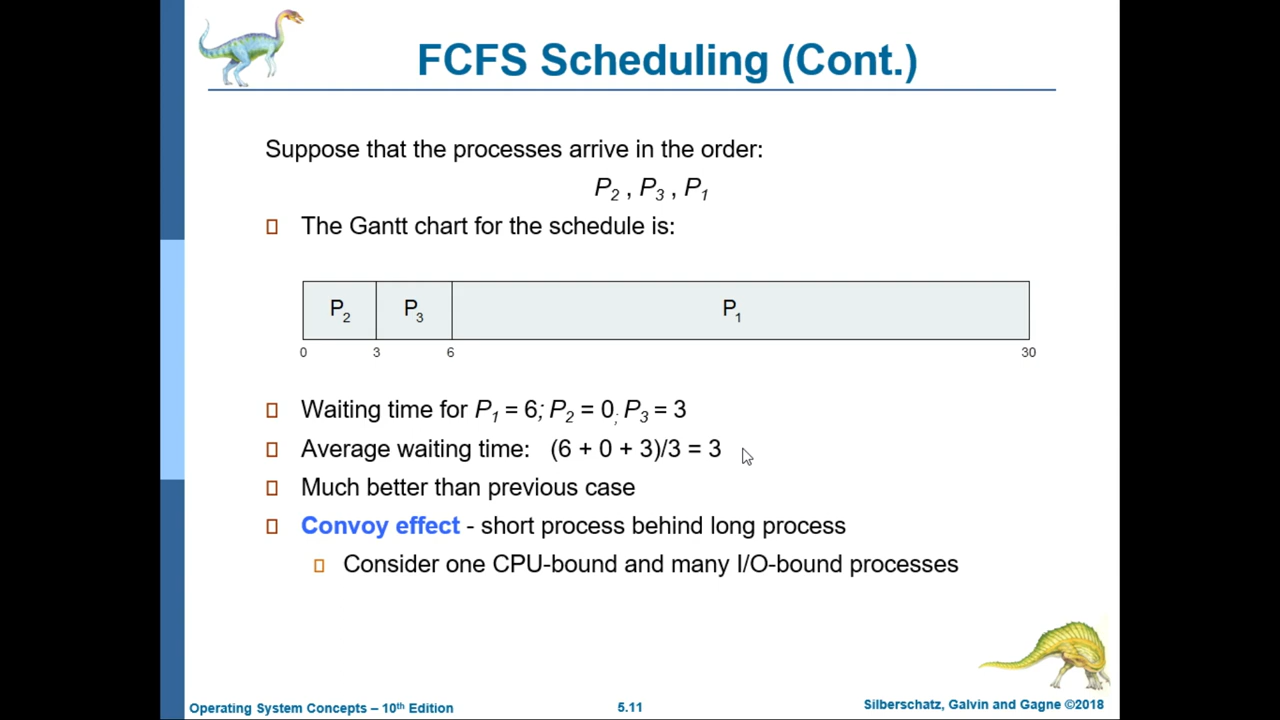 FCFS Scheduling (Cont.)
Suppose that the processes arrive in the order:
P2 , P3 , P1
The Gantt chart for the schedule is:
P2 P3 P1
0 3 6 30
Waiting time for P1 = 6; P2 = 0; P3 = 3
Average waiting time: (6 + 0 + 3)/3 = 3
Much better than previous case
Convoy effect - short process behind long process
Consider one CPU-bound and many I/O-bound processes
Operating System Concepts – 10th Edition 5.11 Silberschatz, Galvin and Gagne ©2018